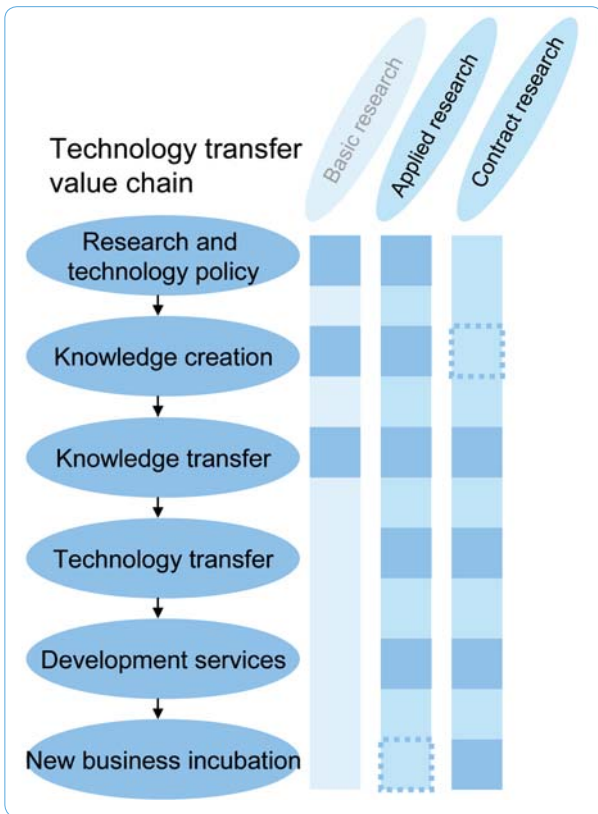 Basic research
Applied research
Contract research
Technology transfer
value chain
Research and
technology policy
Knowledge creation
Knowledge transfer
Technology transfer
Development services
New business incubation